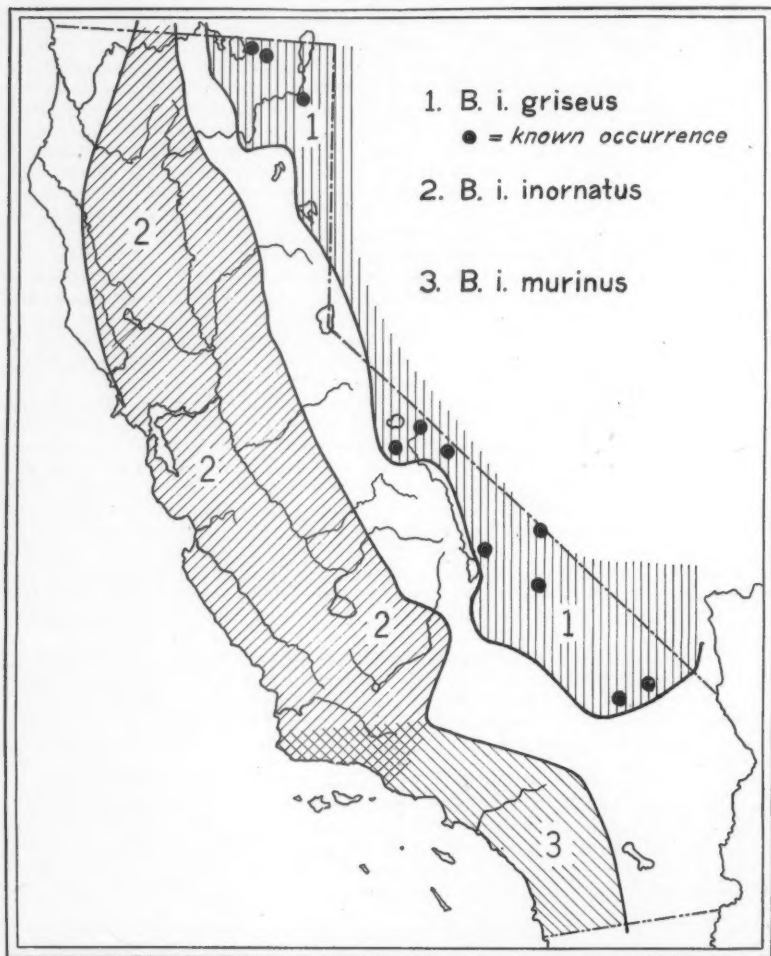 1. B. i. griseus
● = known occurrence
2. B. i. inornatus
3. B. i. murinus
1
2
2
2
1
3